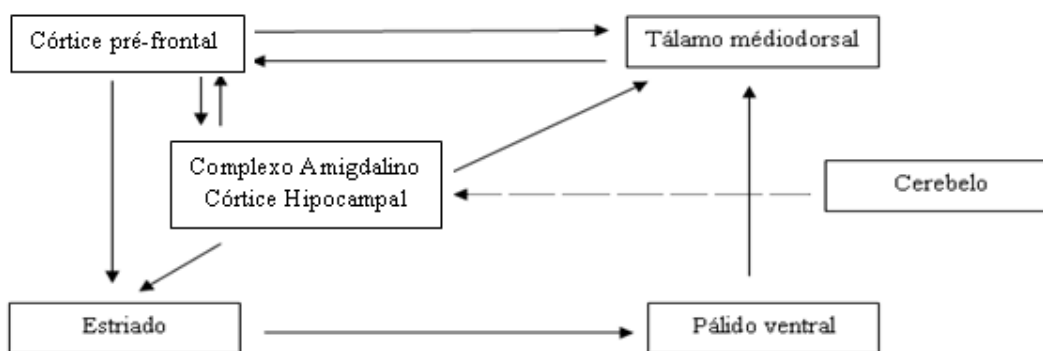 Córtice pré-frontal
Tálamo médiodorsal
Complexo Amigdalino
Córtice Hipocampal
Cerebelo
Estriado
Pálido ventral